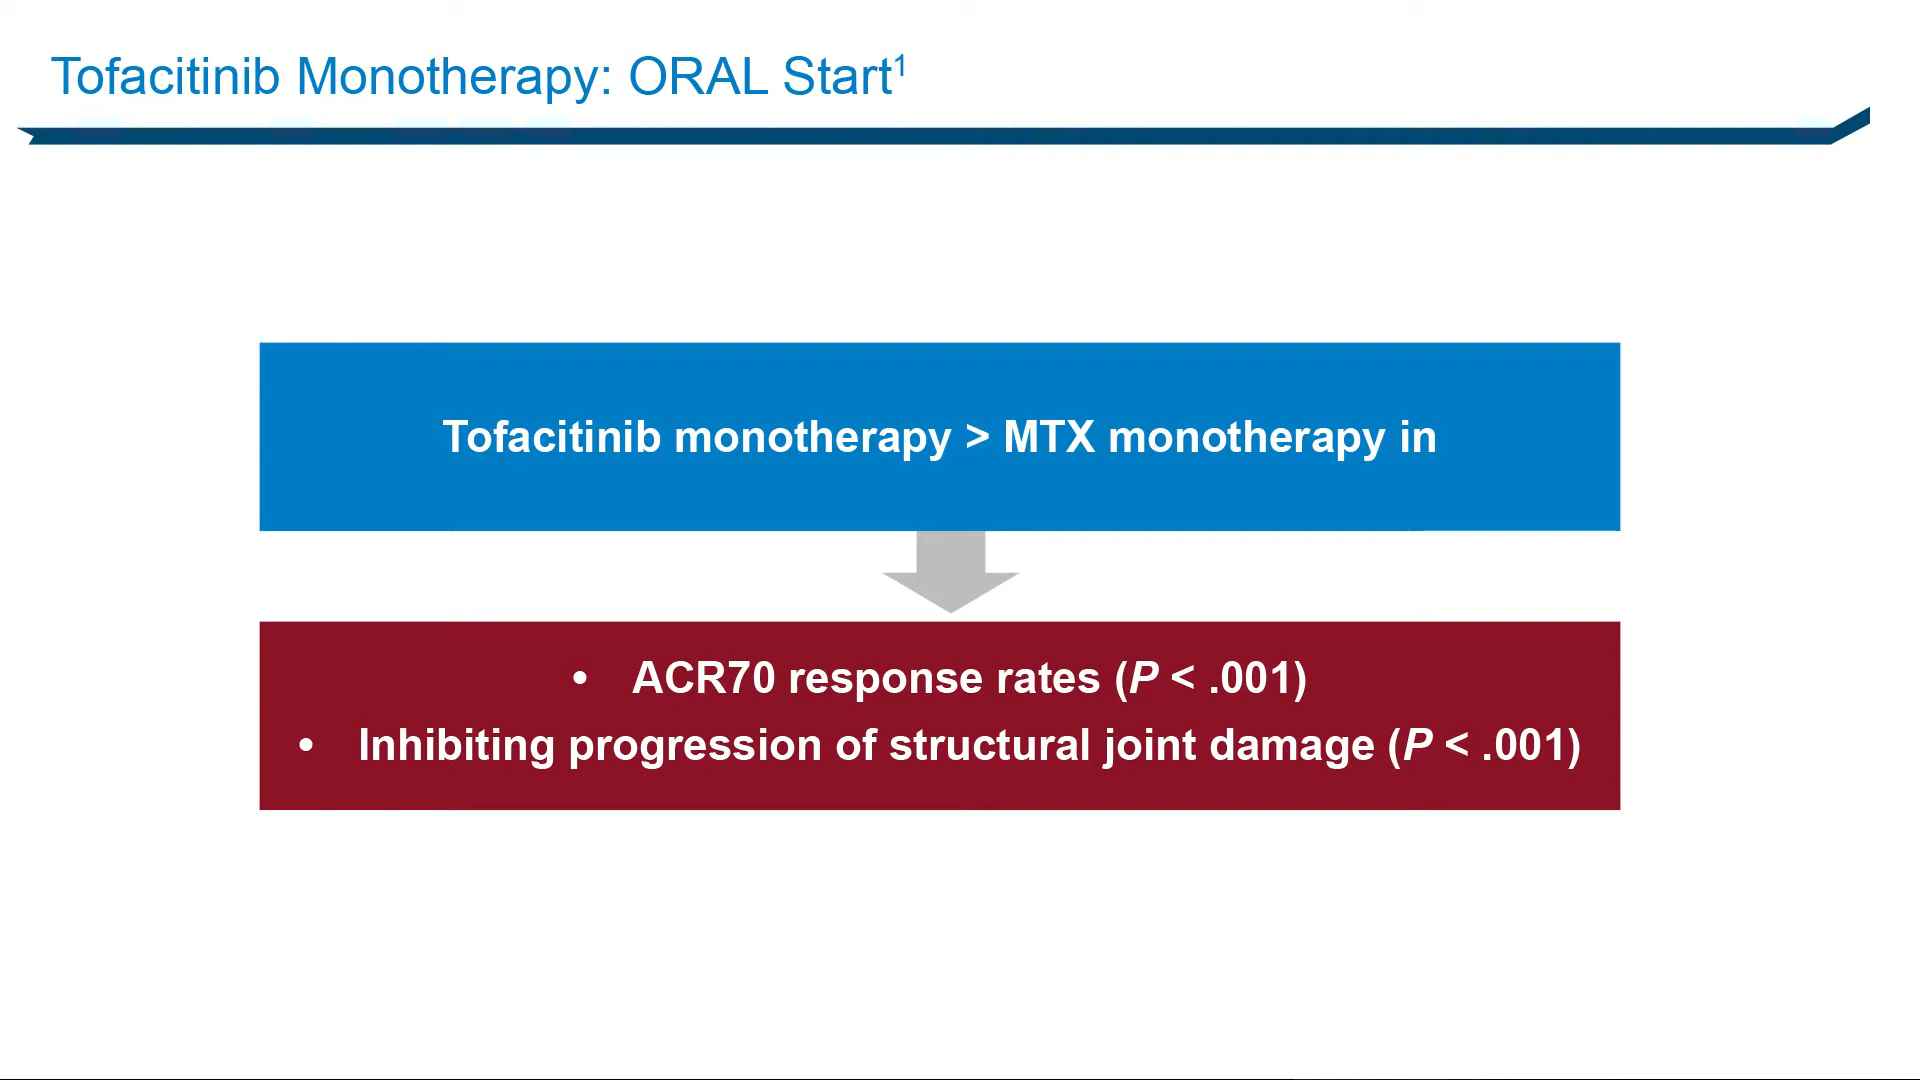 Tofacitinib Monotherapy: ORAL Start¹
Tofacitinib monotherapy > MTX monotherapy in
• ACR70 response rates (P < .001)
• Inhibiting progression of structural joint damage (P < .001)